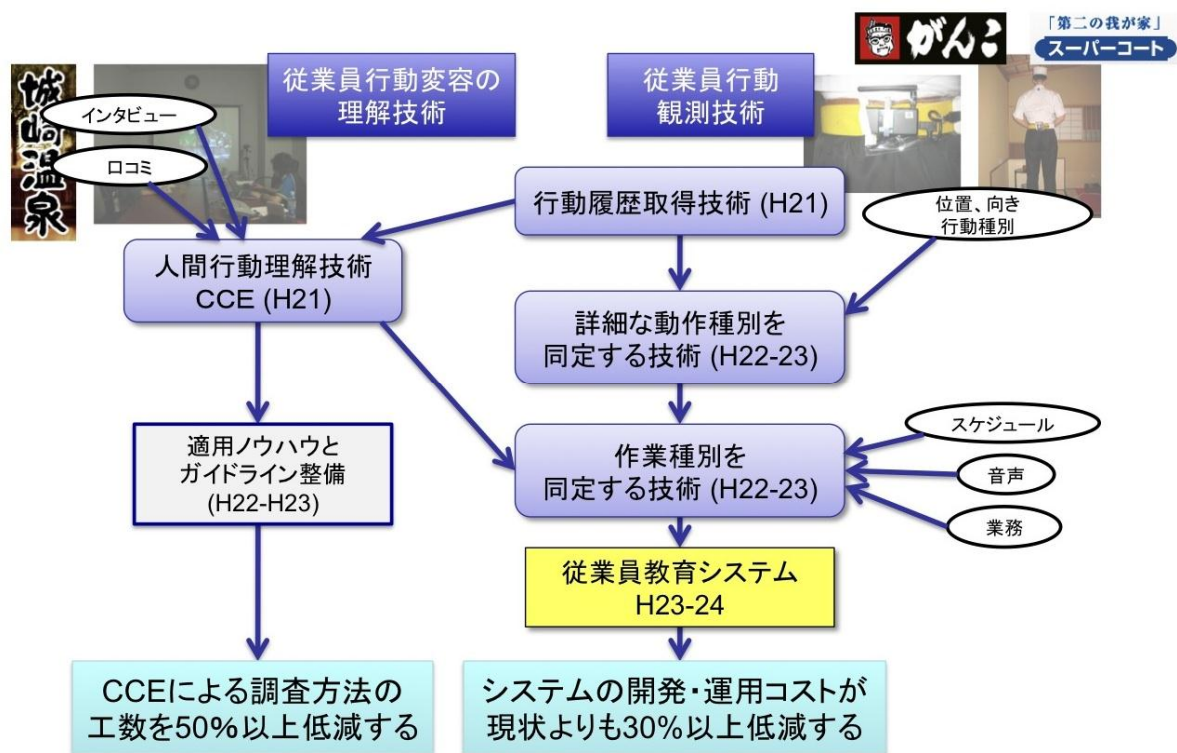 城崎温泉
インタビュー
口コミ
従業員行動変容の
理解技術
従業員行動
観測技術
がんこ
「第二の我が家」
スーパーコート
行動履歴取得技術 (H21)
位置、向き
行動種別
人間行動理解技術
CCE (H21)
詳細な動作種別を
同定する技術 (H22-23)
適用ノウハウと
ガイドライン整備
(H22-H23)
作業種別を
同定する技術 (H22-23)
スケジュール
音声
業務
従業員教育システム
H23-24
CCEによる調査方法の
工数を50%以上低減する
システムの開発・運用コストが
現状よりも30%以上低減する